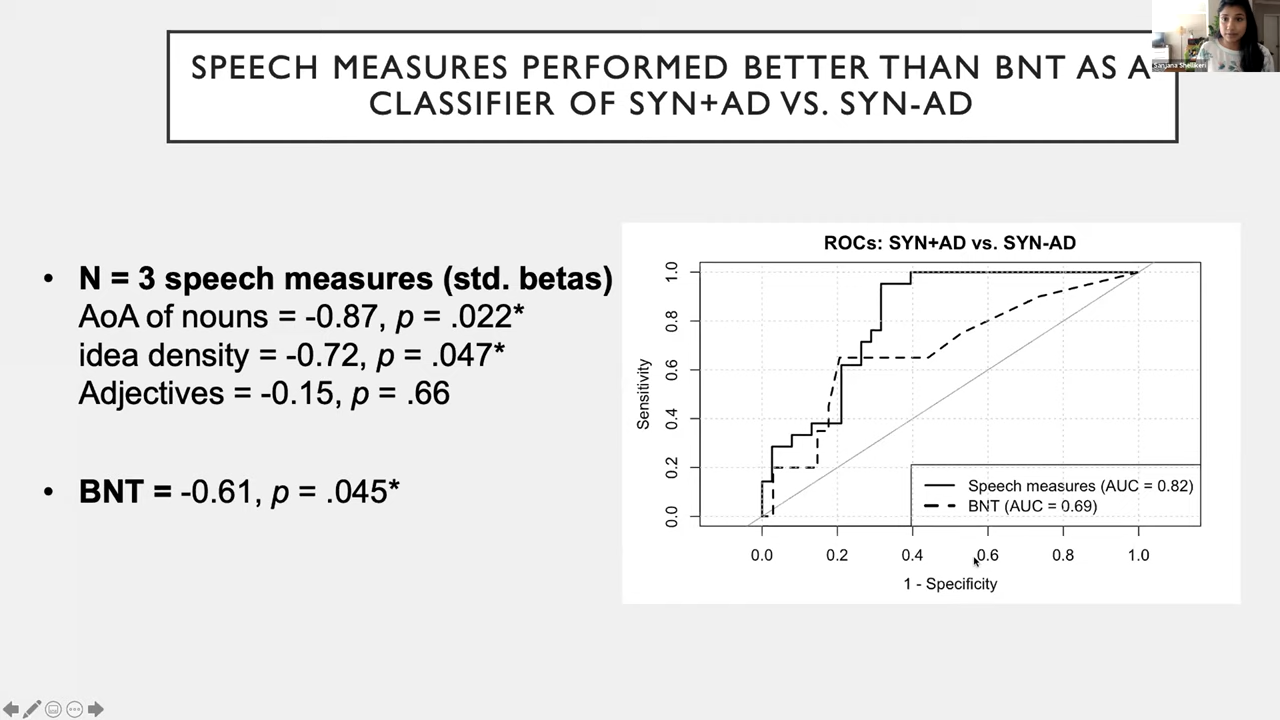 SPEECH MEASURES PERFORMED BETTER THAN BNT AS A
CLASSIFIER OF SYN+AD VS. SYN-AD
Sanjana Shellikeri
• N = 3 speech measures (std. betas)
AoA of nouns = -0.87, p = .022*
idea density = -0.72, p = .047*
Adjectives = -0.15, p = .66
• BNT = -0.61, p = .045*
ROCs: SYN+AD vs. SYN-AD
Sensitivity
1.0
0.8
0.6
0.4
0.2
0.0
Speech measures (AUC = 0.82)
BNT (AUC = 0.69)
0.0 0.2 0.4 0.6 0.8 1.0
1 - Specificity